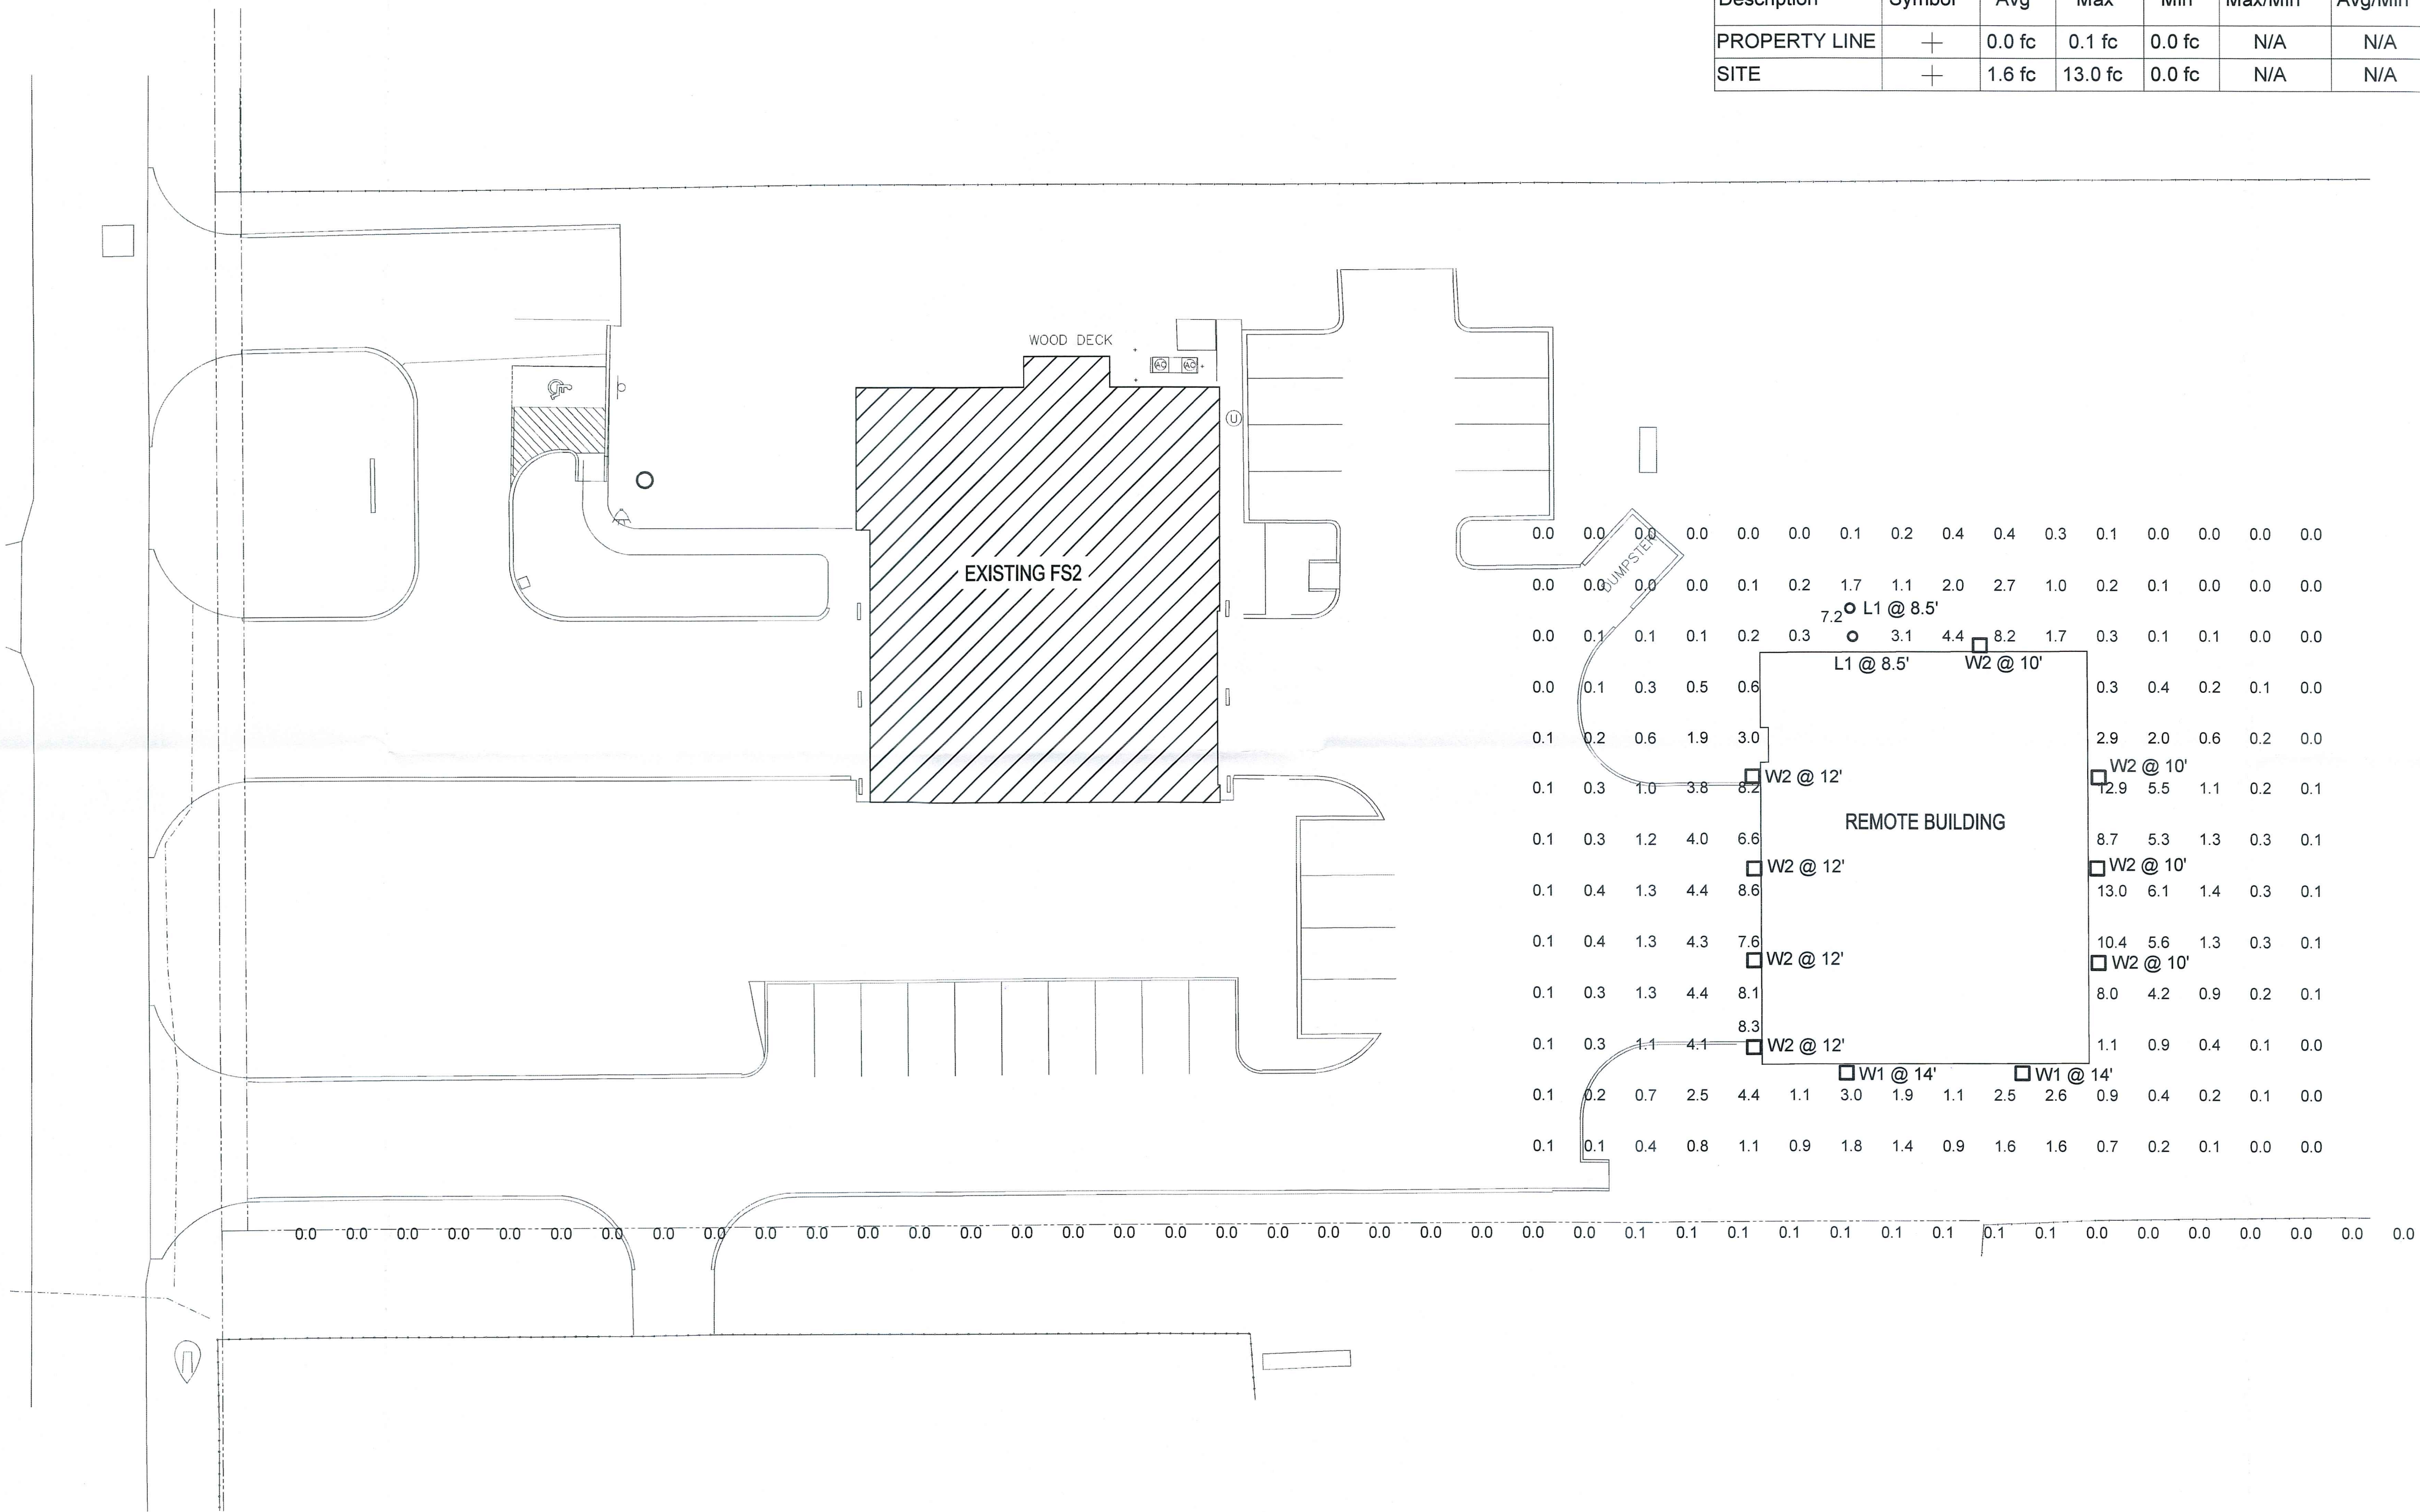 Description Symbol Avg Max Min Max/Min Avg/Min
PROPERTY LINE + 0.0 fc 0.1 fc 0.0 fc N/A N/A
SITE + 1.6 fc 13.0 fc 0.0 fc N/A N/A
WOOD DECK
AC AC
U
EXISTING FS2
DUMPSTER
0.0 0.0 0.0 0.0 0.0 0.0 0.1 0.2 0.4 0.4 0.3 0.1 0.0 0.0 0.0 0.0
0.0 0.0 0.0 0.0 0.1 0.2 1.7 1.1 2.0 2.7 1.0 0.2 0.1 0.0 0.0 0.0
7.2 L1 @ 8.5'
0.0 0.1 0.1 0.1 0.2 0.3 3.1 4.4 8.2 1.7 0.3 0.1 0.1 0.0 0.0
L1 @ 8.5' W2 @ 10'
0.0 0.1 0.3 0.5 0.6 0.3 0.4 0.2 0.1 0.0
0.1 0.2 0.6 1.9 3.0 2.9 2.0 0.6 0.2 0.0
W2 @ 12' W2 @ 10'
0.1 0.3 1.0 3.8 8.2 12.9 5.5 1.1 0.2 0.1
REMOTE BUILDING
0.1 0.3 1.2 4.0 6.6 8.7 5.3 1.3 0.3 0.1
W2 @ 12' W2 @ 10'
0.1 0.4 1.3 4.4 8.6 13.0 6.1 1.4 0.3 0.1
0.1 0.4 1.3 4.3 7.6 10.4 5.6 1.3 0.3 0.1
W2 @ 12' W2 @ 10'
0.1 0.3 1.3 4.4 8.1 8.0 4.2 0.9 0.2 0.1
8.3
0.1 0.3 1.1 4.1 W2 @ 12' 1.1 0.9 0.4 0.1 0.0
W1 @ 14' W1 @ 14'
0.1 0.2 0.7 2.5 4.4 1.1 3.0 1.9 1.1 2.5 2.6 0.9 0.4 0.2 0.1 0.0
0.1 0.1 0.4 0.8 1.1 0.9 1.8 1.4 0.9 1.6 1.6 0.7 0.2 0.1 0.0 0.0
0.0 0.0 0.0 0.0 0.0 0.0 0.0 0.0 0.0 0.0 0.0 0.0 0.0 0.0 0.0 0.0 0.0 0.0 0.0 0.0 0.0 0.0 0.0 0.0 0.0 0.0 0.1 0.1 0.1 0.1 0.1 0.1 0.1 0.1 0.1 0.0 0.0 0.0 0.0 0.0 0.0 0.0